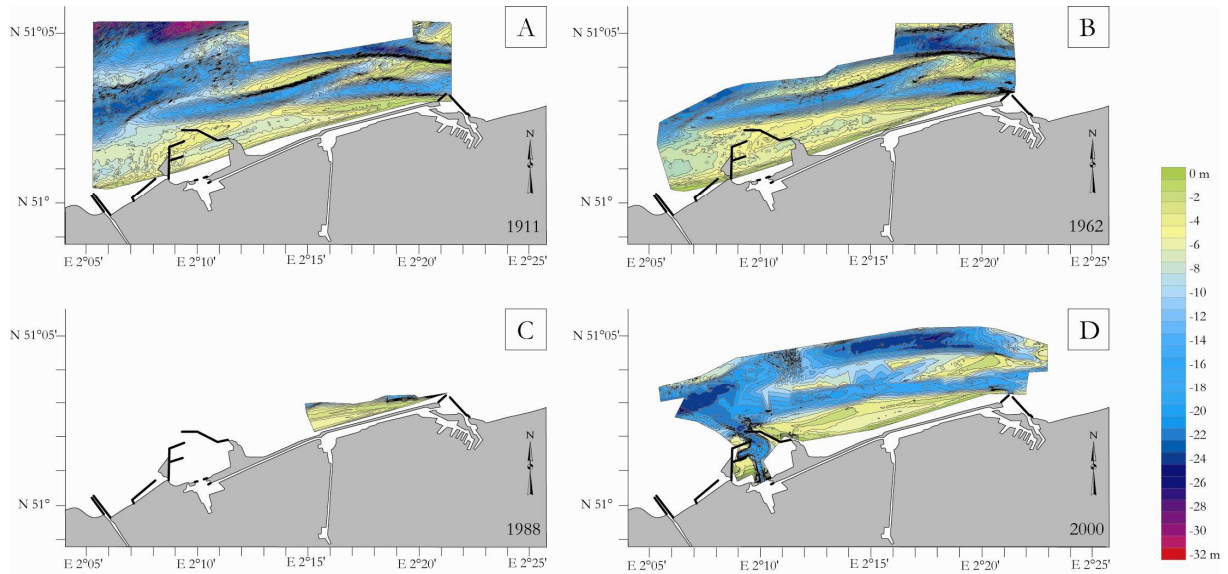 A
B
N 51°05'
N 51°05'
N
N
N 51°
N 51°
1911
1962
E 2°05' E 2°10' E 2°15' E 2°20' E 2°25'
E 2°05' E 2°10' E 2°15' E 2°20' E 2°25'
C
D
N 51°05'
N 51°05'
N
N
N 51°
N 51°
1988
2000
E 2°05' E 2°10' E 2°15' E 2°20' E 2°25'
E 2°05' E 2°10' E 2°15' E 2°20' E 2°25'
0 m
-2
-4
-6
-8
-10
-12
-14
-16
-18
-20
-22
-24
-26
-28
-30
-32 m